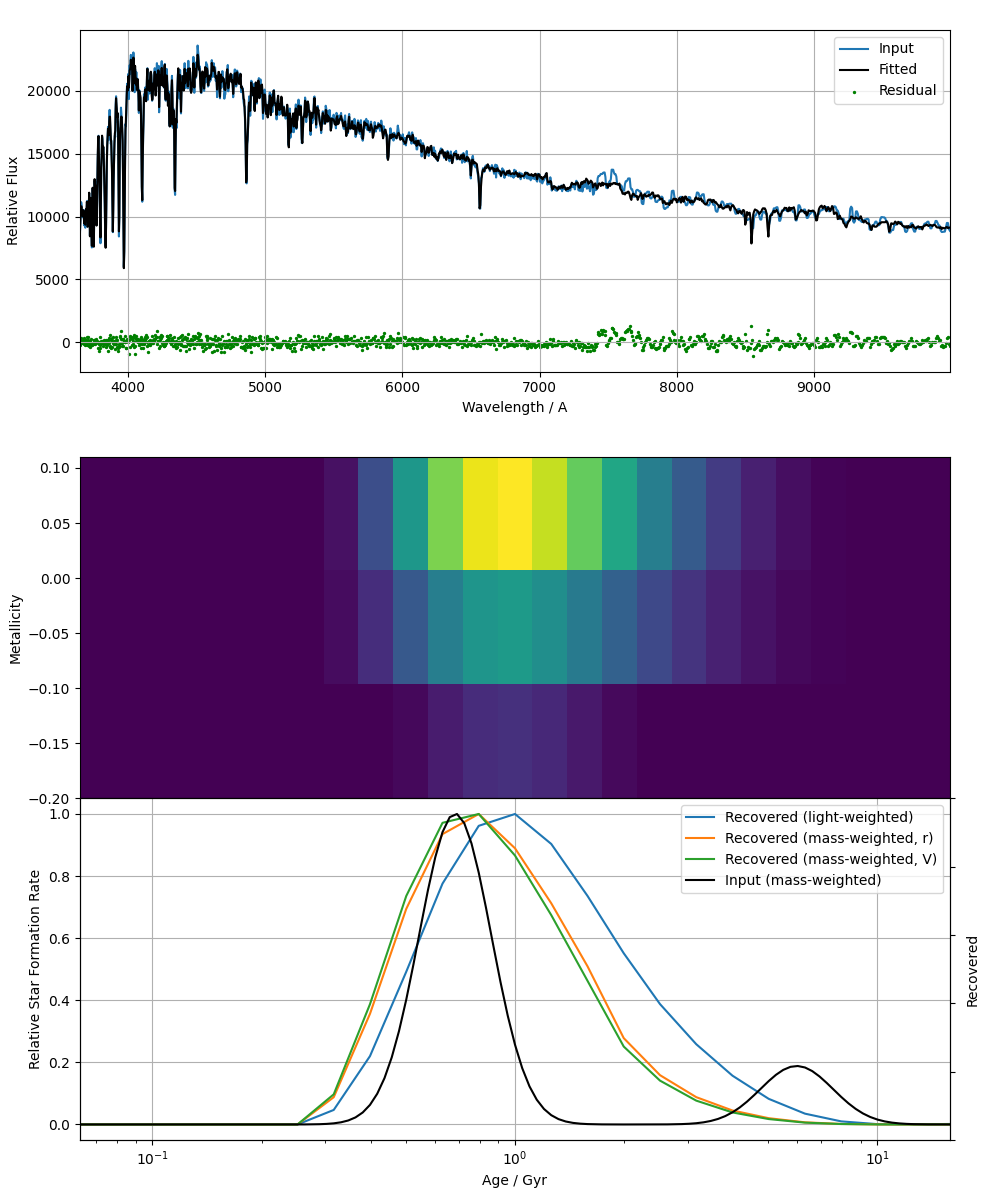 Input
Fitted
Residual
20000
15000
10000
5000
0
Relative Flux
4000 5000 6000 7000 8000 9000
Wavelength / A
0.10
0.05
0.00
−0.05
−0.10
−0.15
−0.20
Metallicity
Recovered (light-weighted)
Recovered (mass-weighted, r)
Recovered (mass-weighted, V)
Input (mass-weighted)
1.0
0.8
0.6
0.4
0.2
0.0
Relative Star Formation Rate
Recovered
10⁻¹ 10⁰ 10¹
Age / Gyr